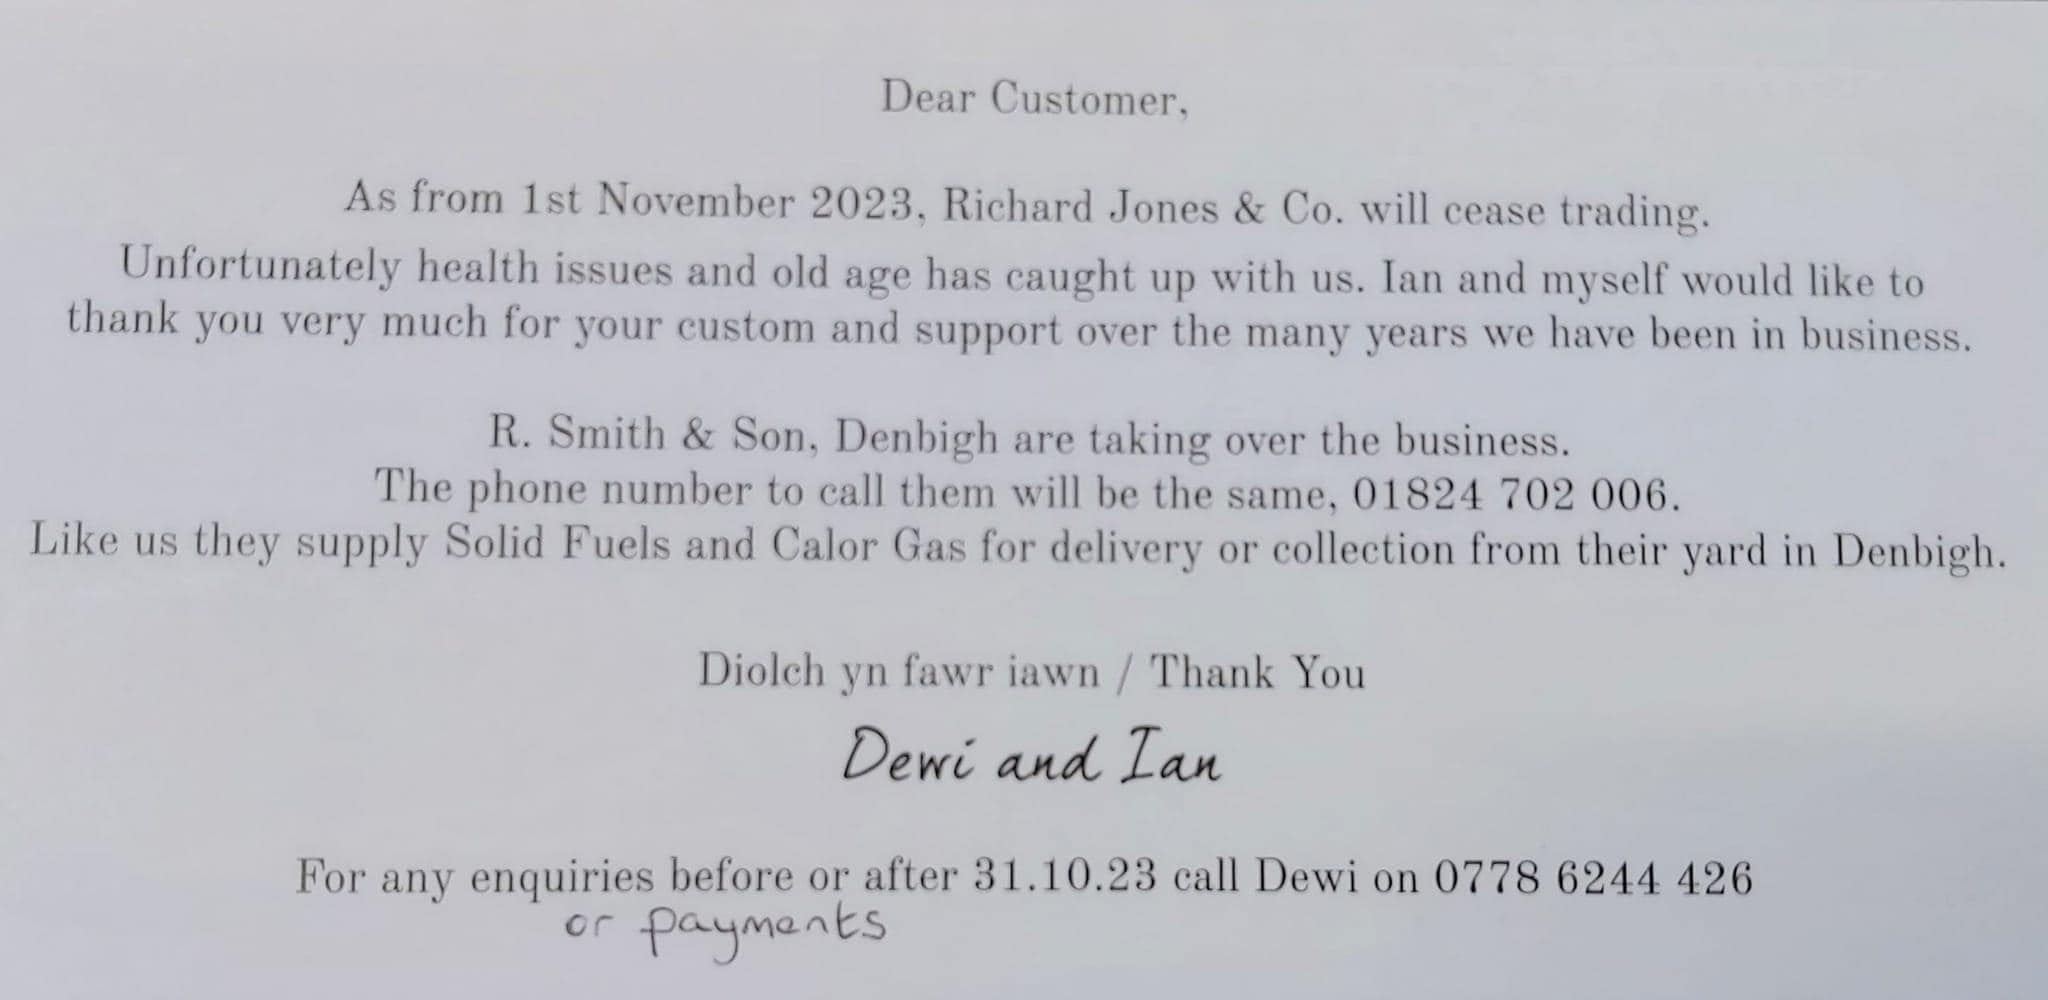 Dear Customer,
As from 1st November 2023, Richard Jones & Co. will cease trading.
Unfortunately health issues and old age has caught up with us. Ian and myself would like to
thank you very much for your custom and support over the many years we have been in business.
R. Smith & Son, Denbigh are taking over the business.
The phone number to call them will be the same, 01824 702 006.
Like us they supply Solid Fuels and Calor Gas for delivery or collection from their yard in Denbigh.
Diolch yn fawr iawn / Thank You
Dewi and Ian
For any enquiries before or after 31.10.23 call Dewi on 0778 6244 426
or payments